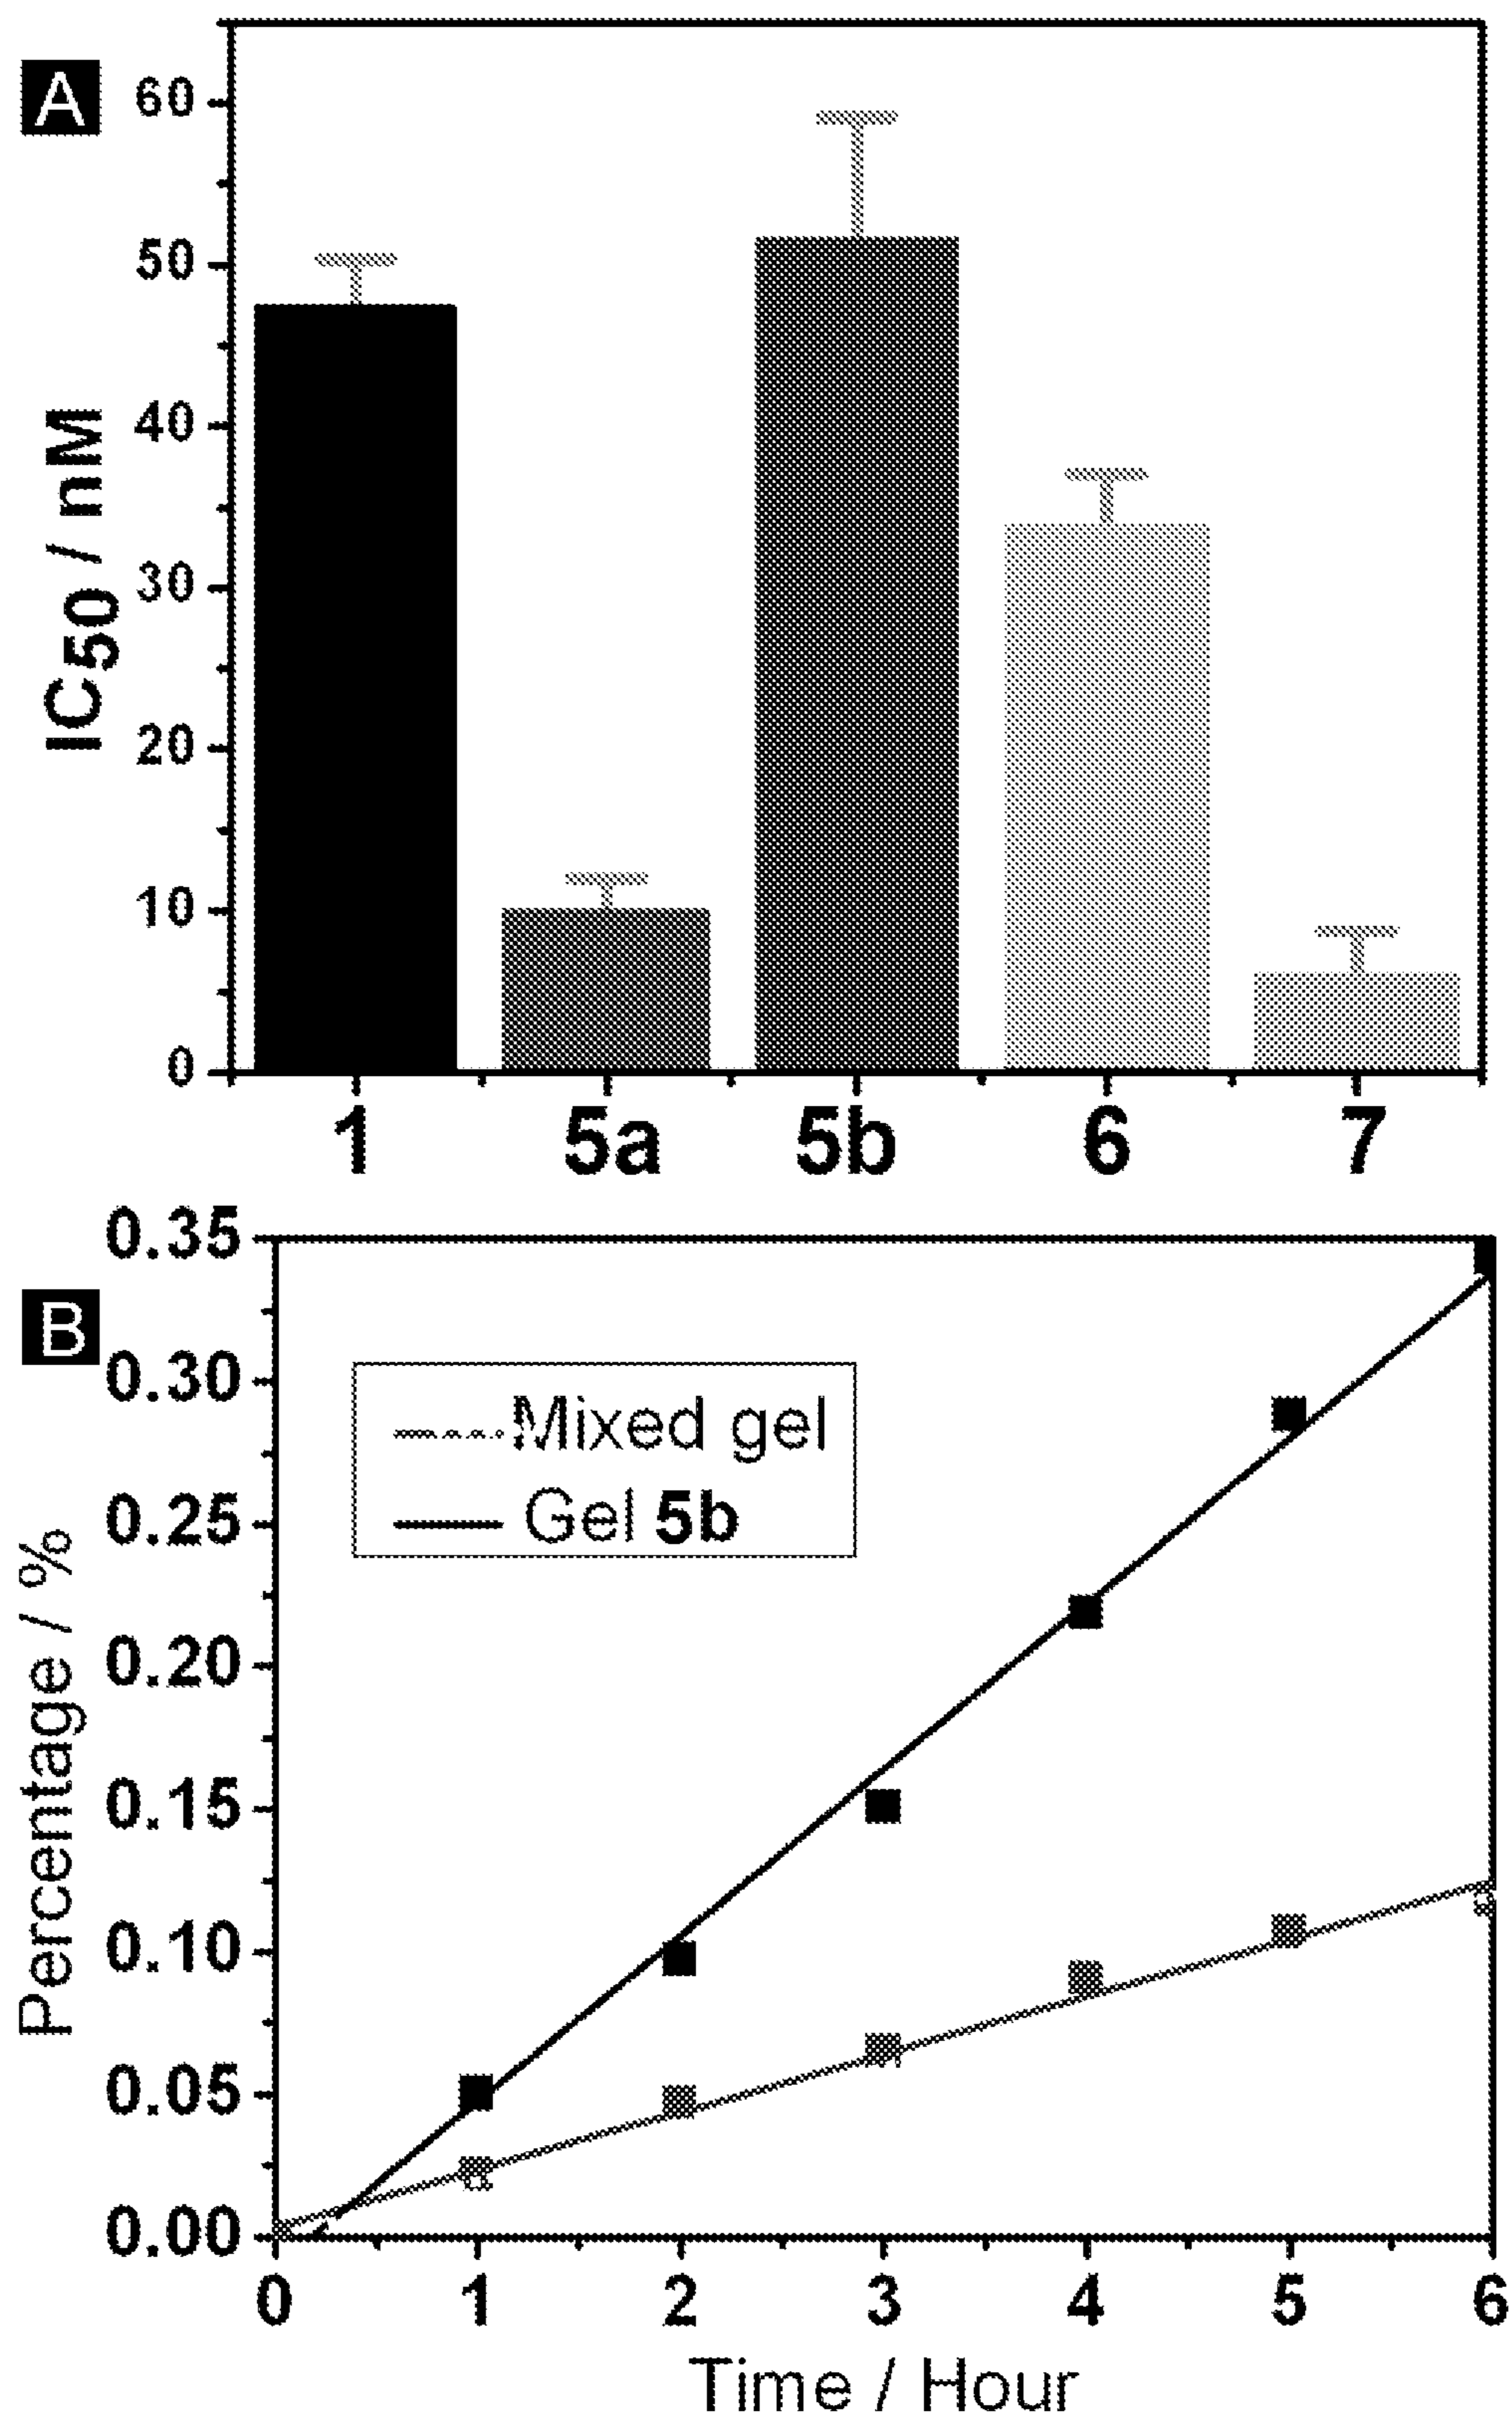 A
60
50
40
30
20
10
0
IC50 / nM
1 5a 5b 6 7
B
0.35
0.30
0.25
0.20
0.15
0.10
0.05
0.00
Percentage / %
Mixed gel
Gel 5b
0 1 2 3 4 5 6
Time / Hour